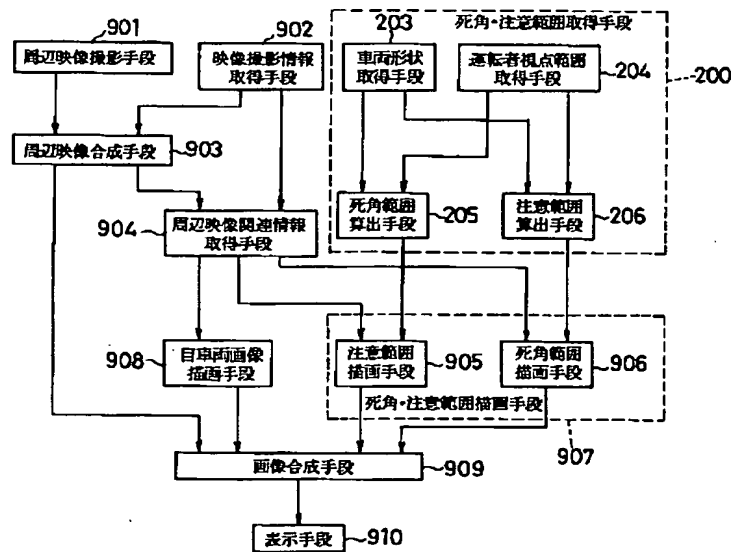 901
周辺映像撮影手段
902
映像撮影情報
取得手段
203
死角・注意範囲取得手段
車両形状
取得手段
運転者視点範囲
取得手段
204
200
周辺映像合成手段
903
904
周辺映像関連情報
取得手段
死角範囲
算出手段
205
注意範囲
算出手段
206
908
自車両画像
描画手段
注意範囲
描画手段
905
死角範囲
描画手段
906
死角・注意範囲描画手段
907
画像合成手段
909
表示手段
910